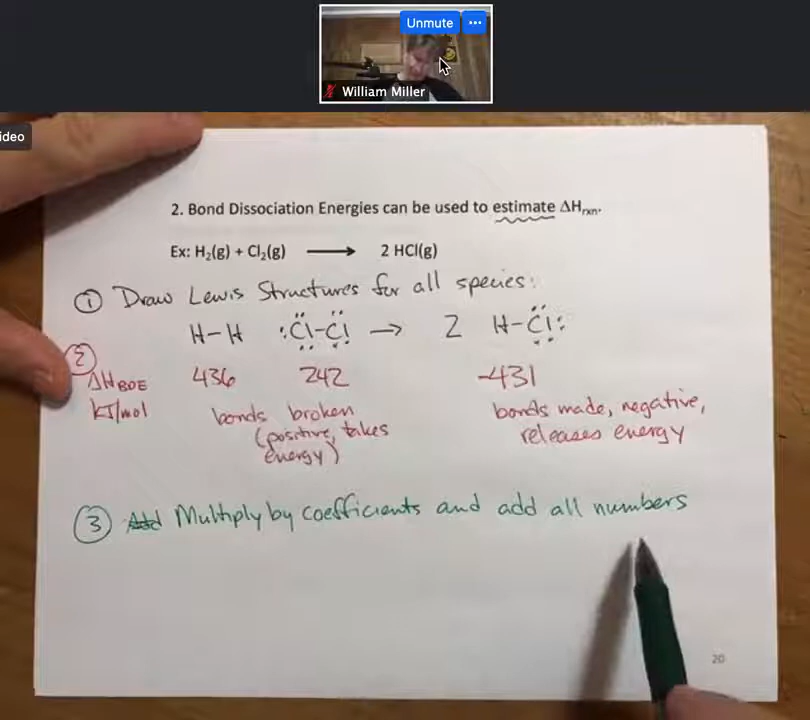 Unmute ···
William Miller
ideo
2. Bond Dissociation Energies can be used to estimate ΔHrxn.
Ex: H₂(g) + Cl₂(g) ⟶ 2 HCl(g)
① Draw Lewis Structures for all species:
H-H :Cl-Cl → 2 H-Cl:
②
ΔH BDE 436 242 -431
kJ/mol bonds broken bonds made, negative,
(positive, takes releases energy
energy)
③ Add Multiply by coefficients and add all numbers
20